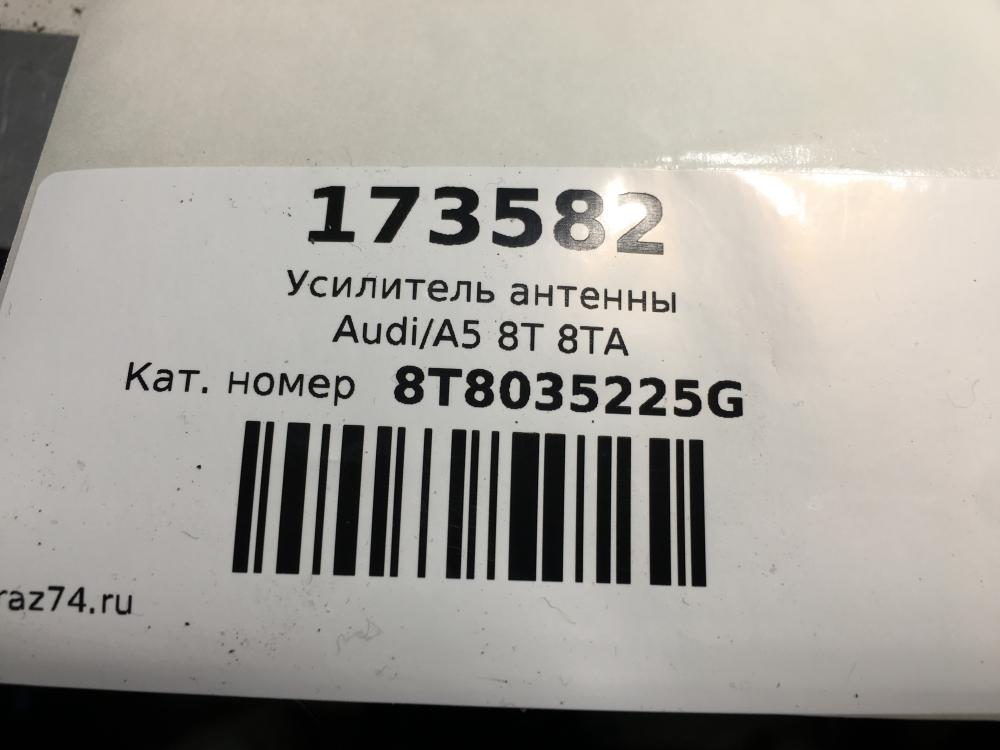 173582
Усилитель антенны
Audi/A5 8T 8TA
Кат. номер 8T8035225G
raz74.ru